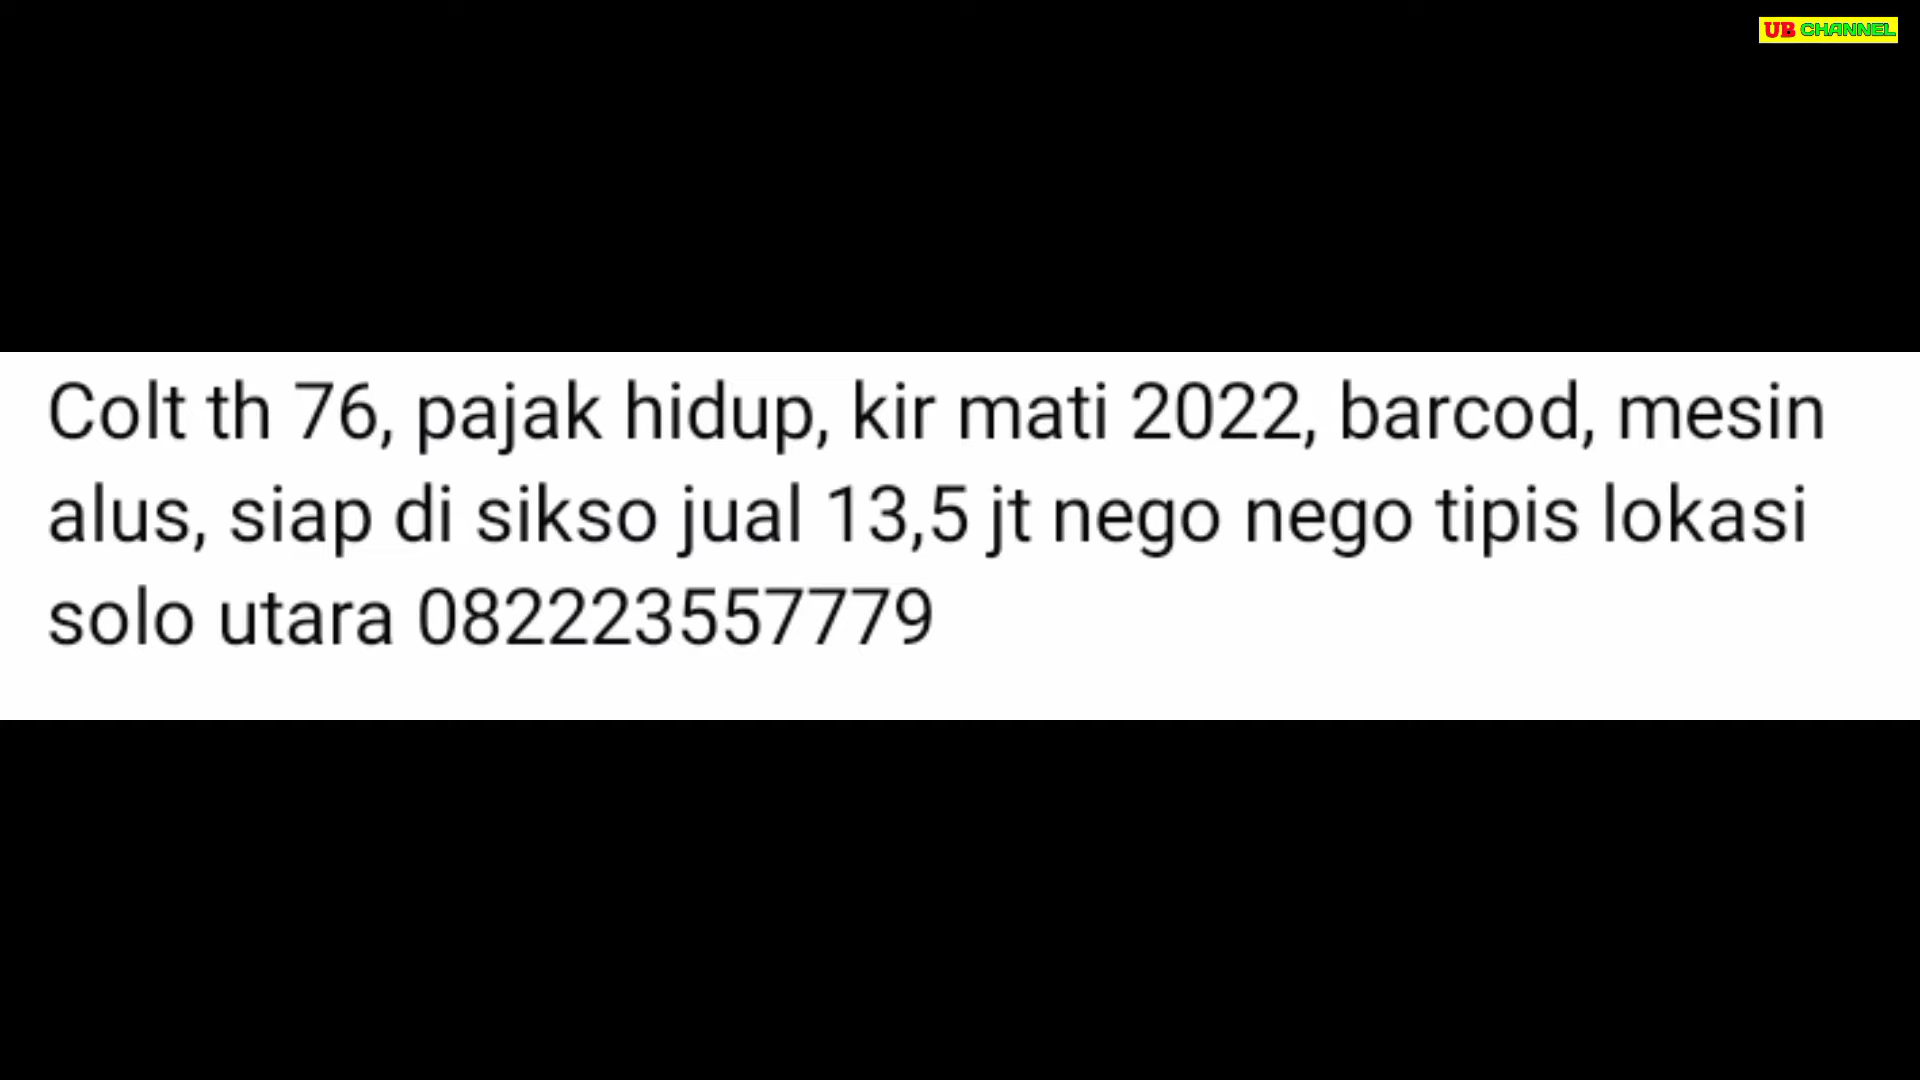 UB CHANNEL
Colt th 76, pajak hidup, kir mati 2022, barcod, mesin
alus, siap di sikso jual 13,5 jt nego nego tipis lokasi
solo utara 082223557779